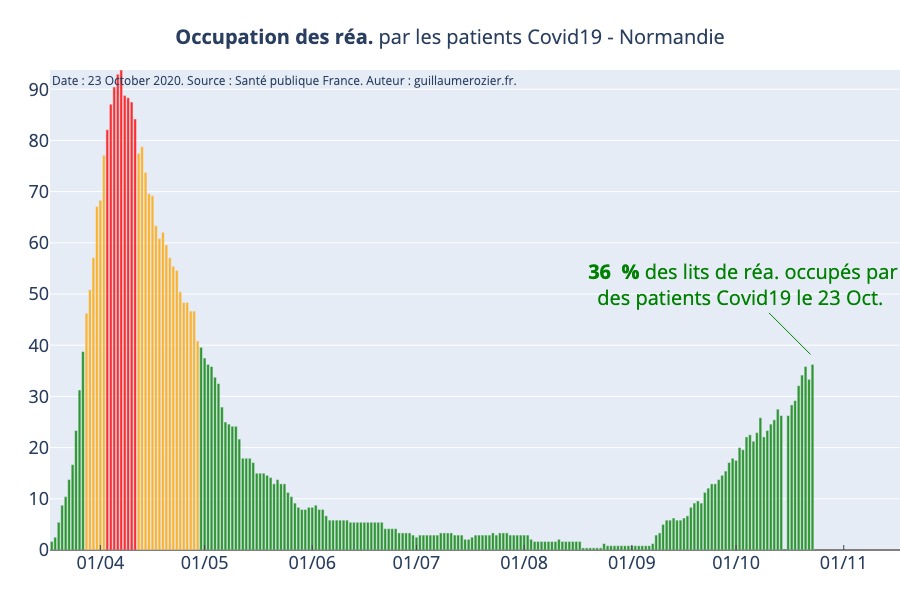 Occupation des réa. par les patients Covid19 - Normandie
Date : 23 October 2020. Source : Santé publique France. Auteur : guillaumerozier.fr.
90
80
70
60
50
40
30
20
10
0
36 % des lits de réa. occupés par
des patients Covid19 le 23 Oct.
01/04 01/05 01/06 01/07 01/08 01/09 01/10 01/11